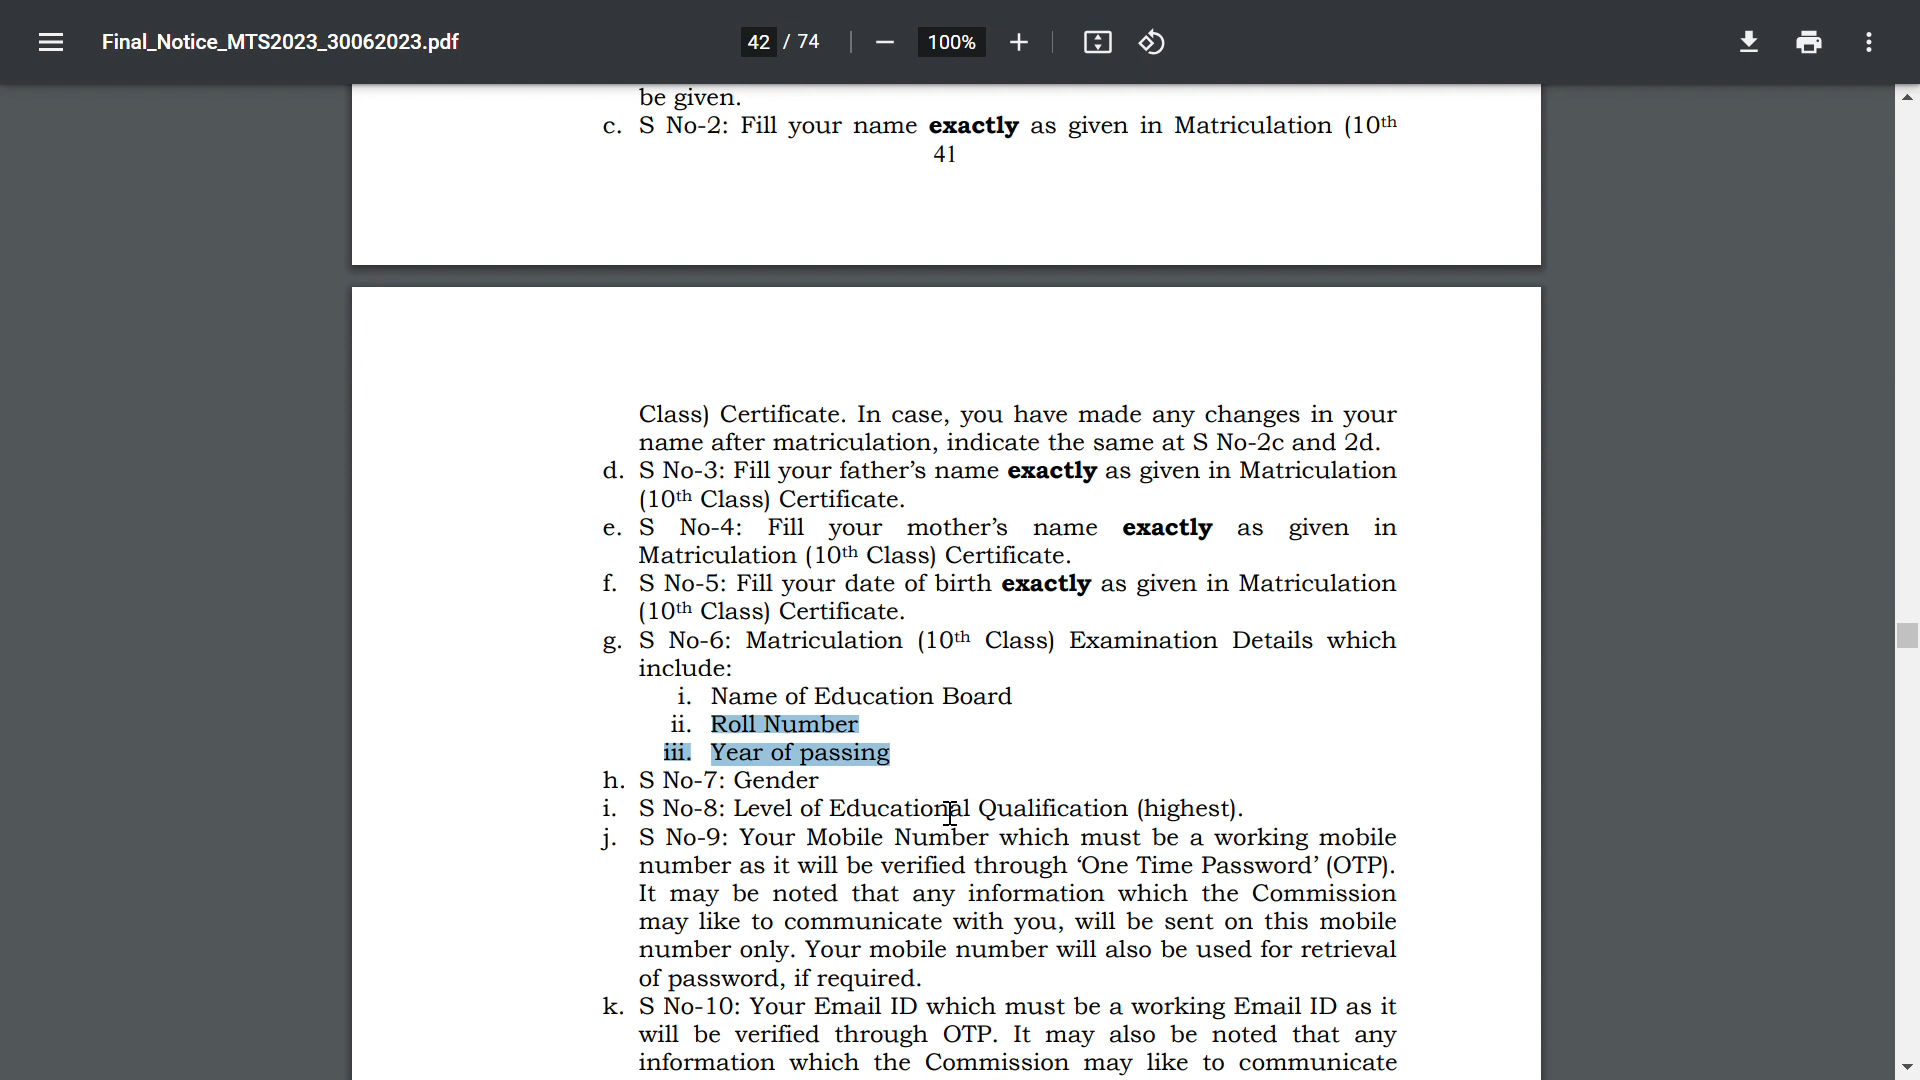 Final_Notice_MTS2023_30062023.pdf
42 / 74
100%
be given.
c. S No-2: Fill your name exactly as given in Matriculation (10th
41
Class) Certificate. In case, you have made any changes in your
name after matriculation, indicate the same at S No-2c and 2d.
d. S No-3: Fill your father’s name exactly as given in Matriculation
(10th Class) Certificate.
e. S No-4: Fill your mother’s name exactly as given in
Matriculation (10th Class) Certificate.
f. S No-5: Fill your date of birth exactly as given in Matriculation
(10th Class) Certificate.
g. S No-6: Matriculation (10th Class) Examination Details which
include:
i. Name of Education Board
ii. Roll Number
iii. Year of passing
h. S No-7: Gender
i. S No-8: Level of Educational Qualification (highest).
j. S No-9: Your Mobile Number which must be a working mobile
number as it will be verified through ‘One Time Password’ (OTP).
It may be noted that any information which the Commission
may like to communicate with you, will be sent on this mobile
number only. Your mobile number will also be used for retrieval
of password, if required.
k. S No-10: Your Email ID which must be a working Email ID as it
will be verified through OTP. It may also be noted that any
information which the Commission may like to communicate